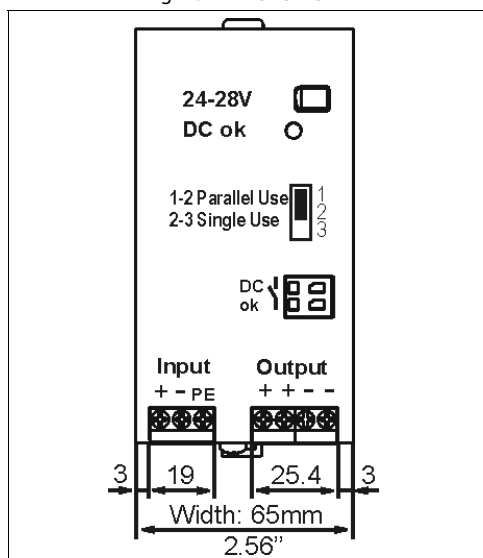 24-28V
DC ok
1-2 Parallel Use
2-3 Single Use
1
2
3
DC
ok
Input
Output
+ - PE
+ + - -
3
19
25.4
3
Width: 65mm
2.56"